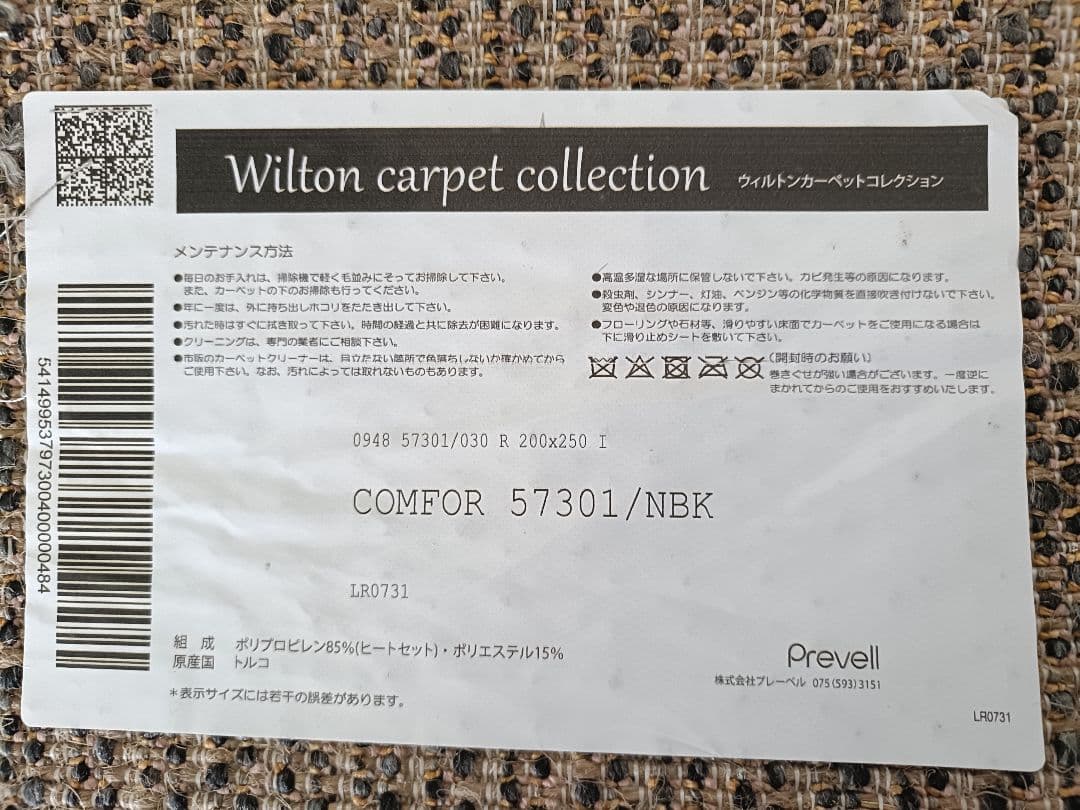 Wilton carpet collection ウィルトンカーペットコレクション
メンテナンス方法
●毎日のお手入れは、掃除機で軽く毛並みにそってお掃除して下さい。
また、カーペットの下のお掃除も行ってください。
●年に一度は、外に持ち出しホコリをたたき出して下さい。
●汚れた時はすぐに拭き取って下さい。時間の経過と共に除去が困難になります。
●クリーニングは、専門の業者にご相談下さい。
●市販のカーペットクリーナーは、目立たない箇所で色落ちしないか確かめてから
ご使用下さい。なお、汚れによっては取れないものもあります。
●高温多湿な場所に保管しないで下さい。カビ発生等の原因になります。
●殺虫剤、シンナー、灯油、ベンジン等の化学物質を直接吹き付けないで下さい。
変色や退色の原因になります。
●フローリングや石材等、滑りやすい床面でカーペットをご使用になる場合は
下に滑り止めシートを敷いて下さい。
(開封時のお願い)
巻きぐせが強い場合がございます。一度逆に
まかれてからのご使用をおすすめいたします。
54149953797300400000484
0948 57301/030 R 200x250 I
COMFOR 57301/NBK
LR0731
組成 ポリプロピレン85%(ヒートセット)・ポリエステル15%
原産国 トルコ
*表示サイズには若干の誤差があります。
Prevell
株式会社プレーベル 075(593)3151
LR0731